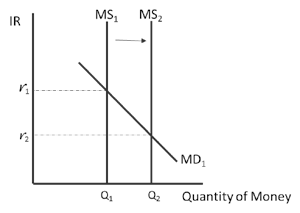 IR
MS₁ MS₂
r₁
r₂
MD₁
Q₁ Q₂ Quantity of Money